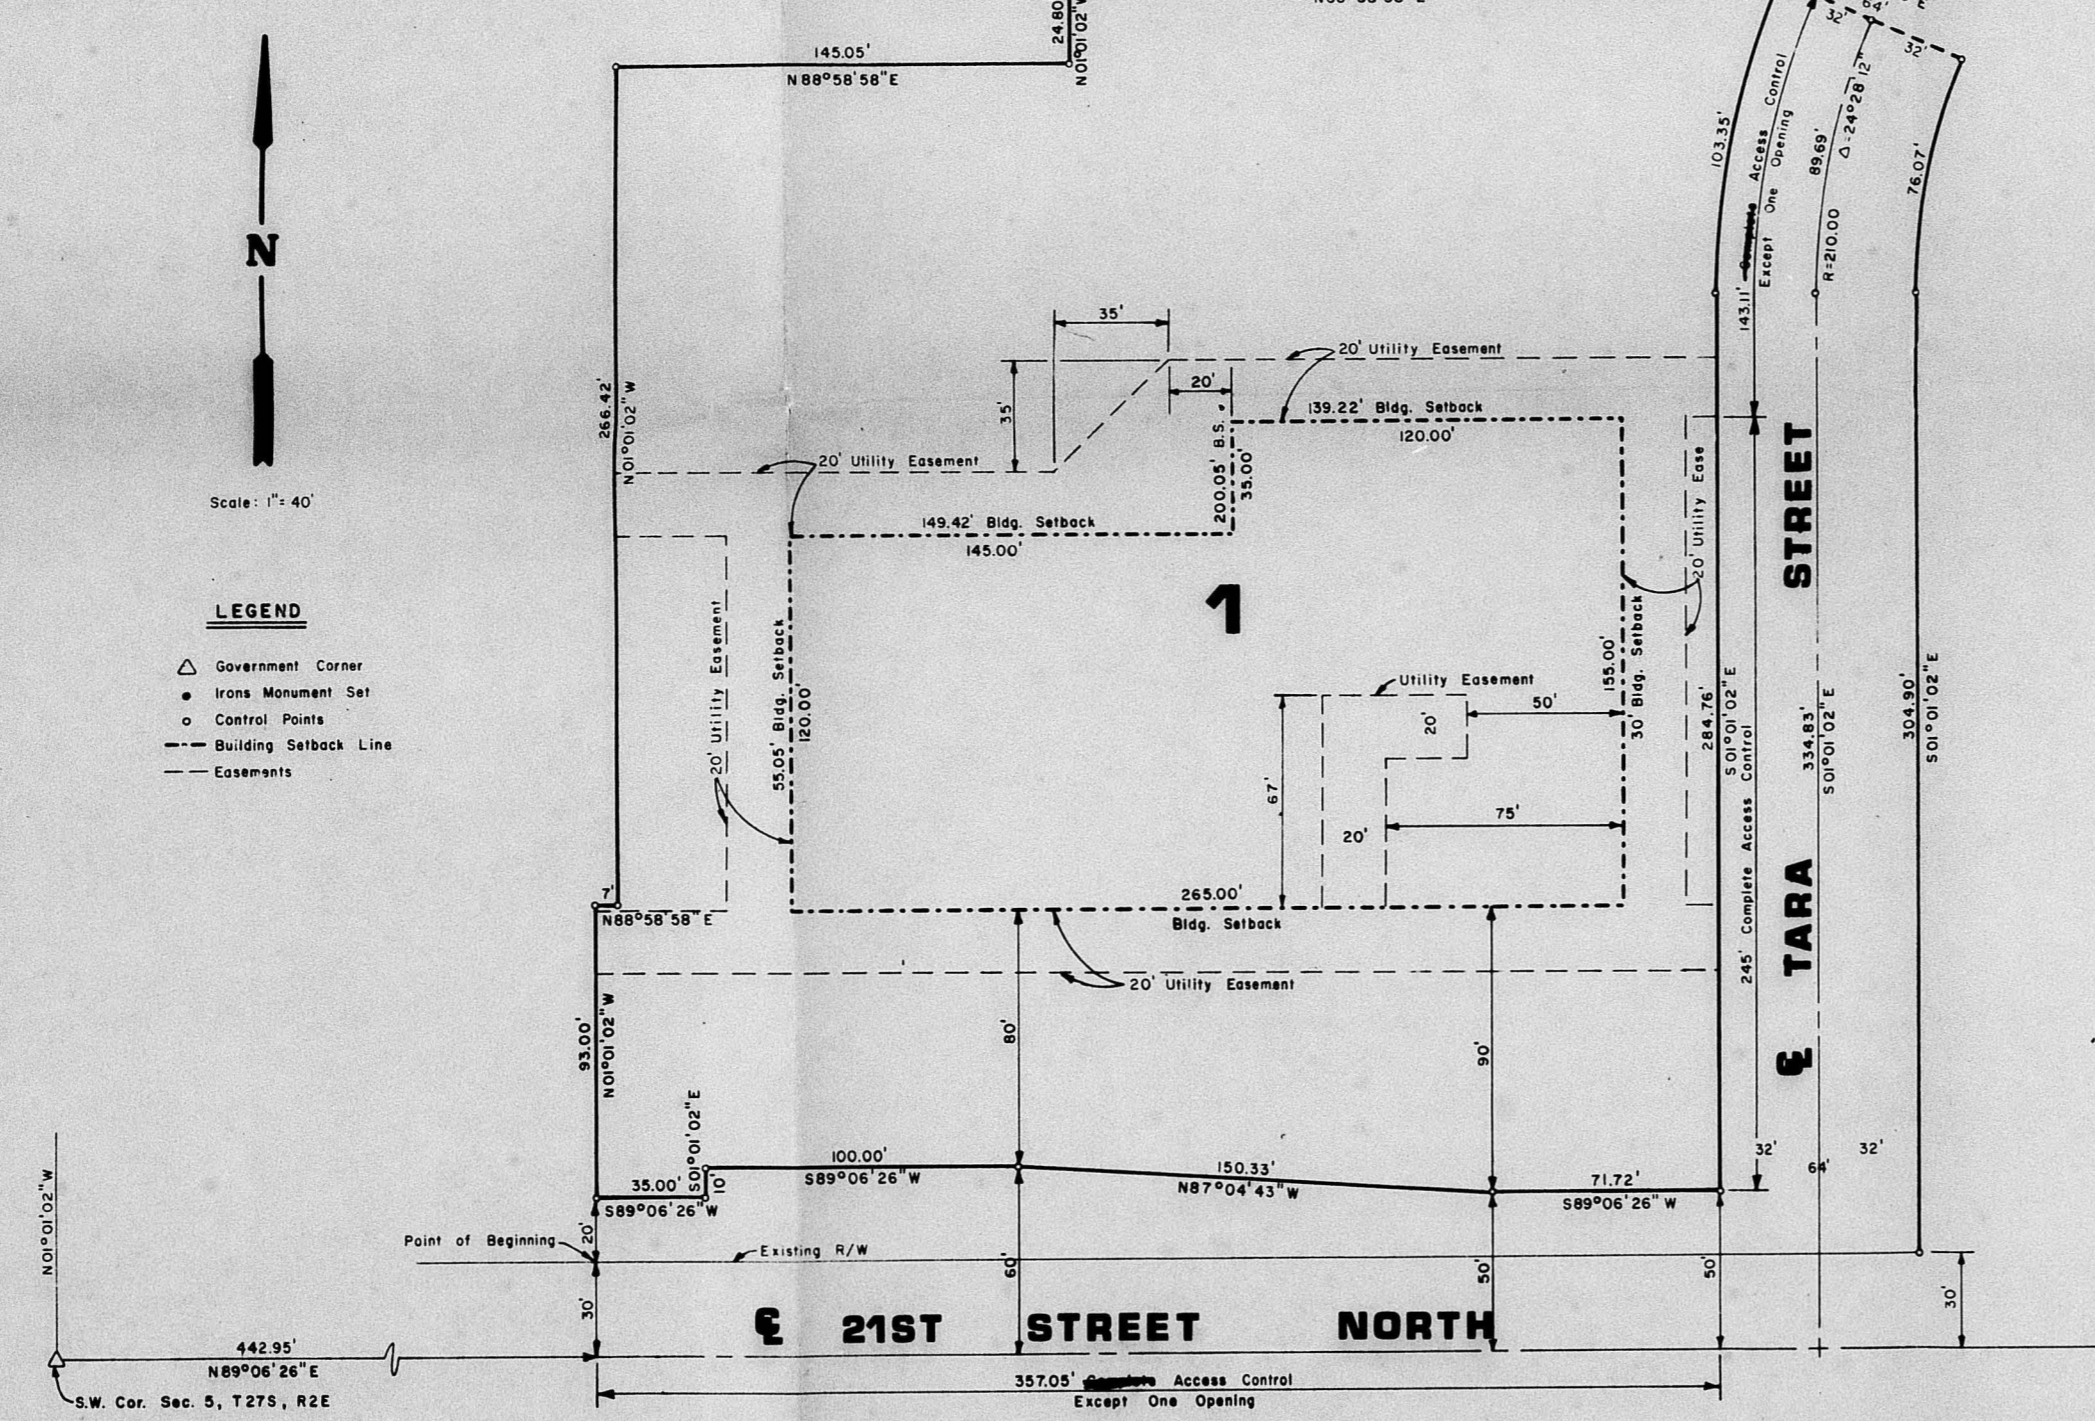 24.80
N01°01'02"W
145.05'
N88°58'58"E
N
Scale: 1"= 40'
LEGEND
Government Corner
Irons Monument Set
Control Points
Building Setback Line
Easements
266.42'
N01°01'02"W
35'
35'
20'
20' Utility Easement
20' Utility Easement
139.22' Bldg. Setback
120.00'
200.05' B.S.
35.00'
149.42' Bldg. Setback
145.00'
1
20' Utility Easement
55.05' Bldg. Setback
120.00'
Utility Easement
50'
20'
67'
75'
20'
155.00'
30' Bldg. Setback
20' Utility Ease
265.00'
Bldg. Setback
20' Utility Easement
7'
N88°58'58"E
93.00'
N01°01'02"W
80'
90'
S01°01'02"E
10'
35.00'
S89°06'26"W
100.00'
S89°06'26"W
150.33'
N87°04'43"W
71.72'
S89°06'26"W
32'
64'
32'
103.35'
143.11' Complete Access Control
Except One Opening
89.69'
Δ=24°28'12"
R=210.00
76.07'
32'
64'
32'
284.76'
S01°01'02"E
245' Complete Access Control
334.83'
S01°01'02"E
304.90'
S01°01'02"E
℄ TARA STREET
Point of Beginning
Existing R/W
20'
30'
60'
50'
50'
30'
℄ 21ST STREET NORTH
N01°01'02"W
442.95'
N89°06'26"E
S.W. Cor. Sec. 5, T27S, R2E
357.05' Access Control
Except One Opening